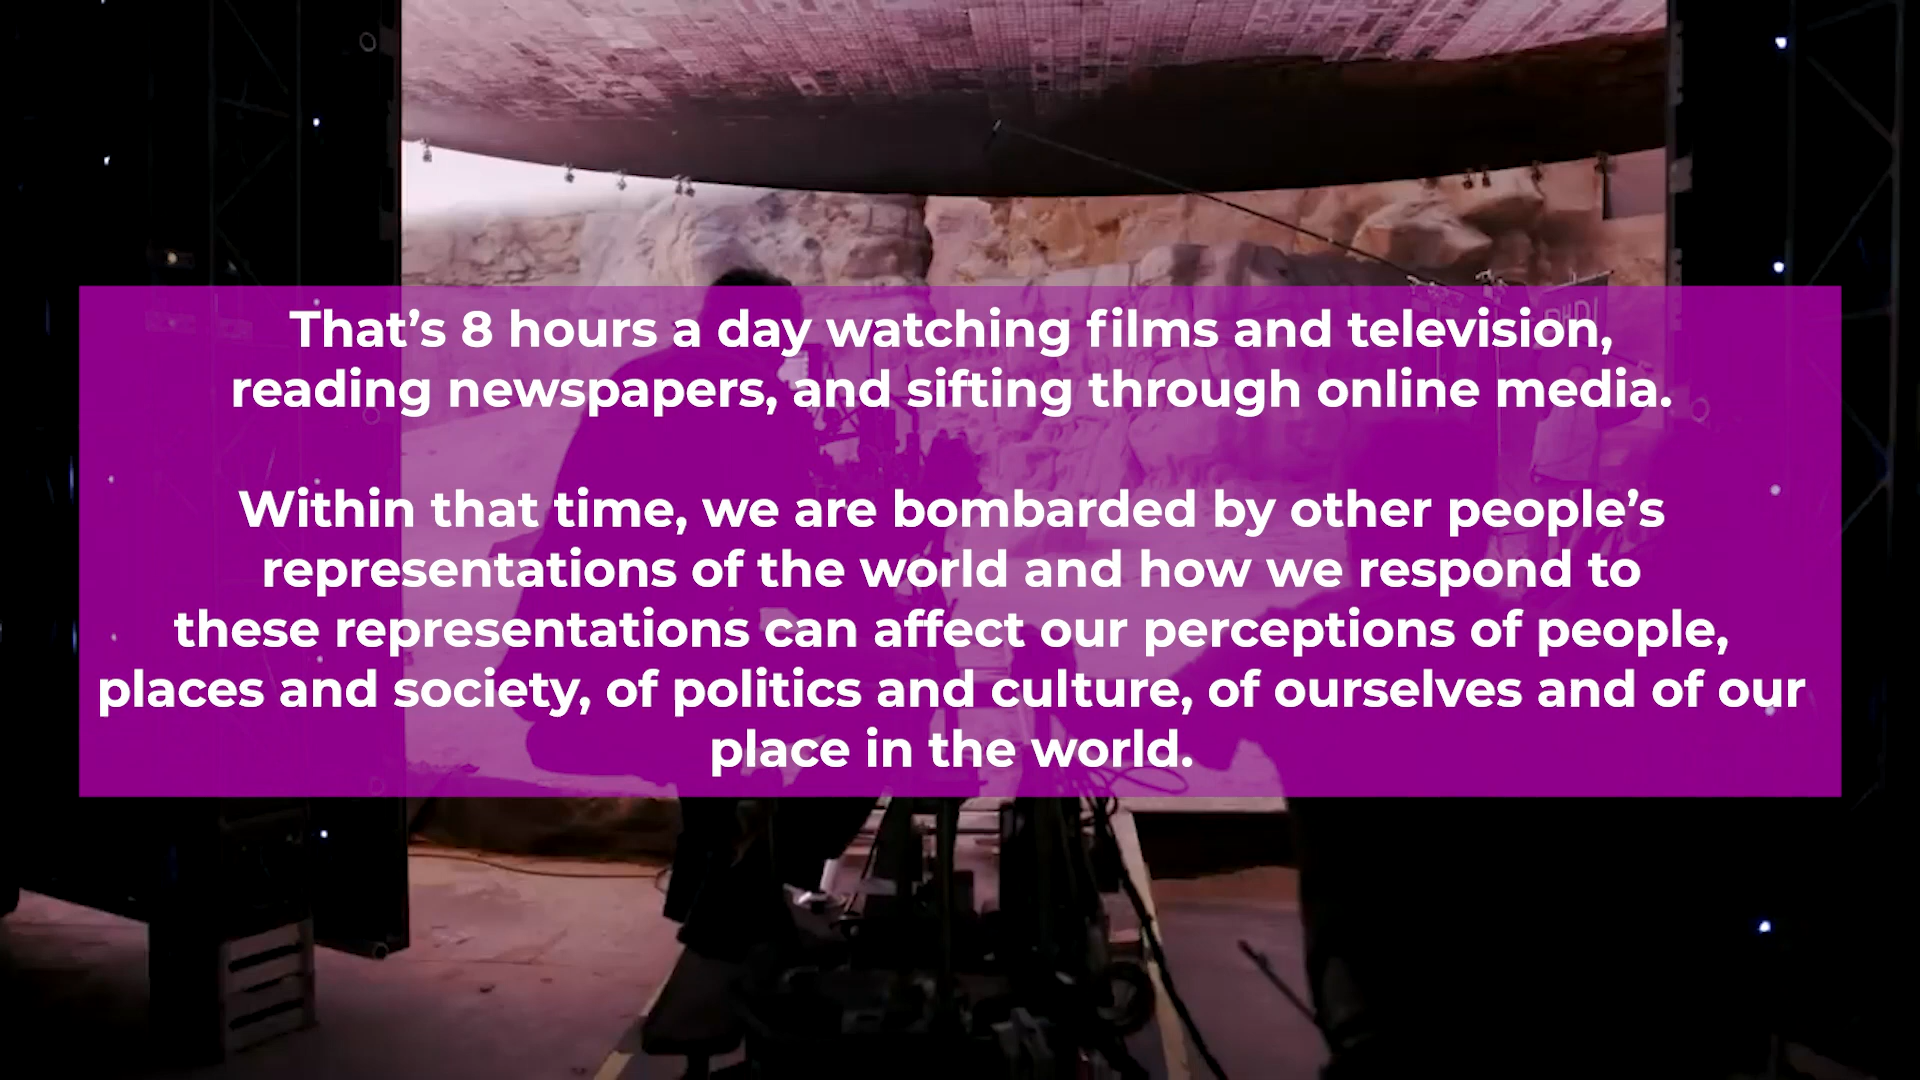 That’s 8 hours a day watching films and television,
reading newspapers, and sifting through online media.
Within that time, we are bombarded by other people’s
representations of the world and how we respond to
these representations can affect our perceptions of people,
places and society, of politics and culture, of ourselves and of our
place in the world.